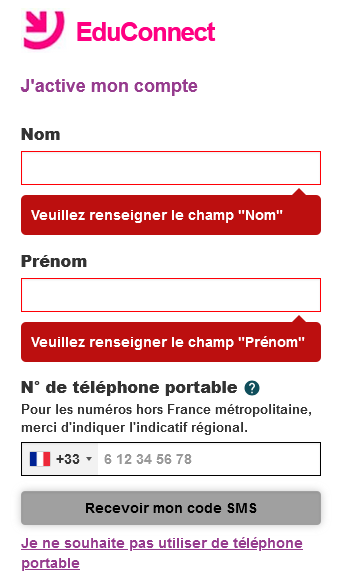 EduConnect
J'active mon compte
Nom
Veuillez renseigner le champ "Nom"
Prénom
Veuillez renseigner le champ "Prénom"
N° de téléphone portable ?
Pour les numéros hors France métropolitaine,
merci d'indiquer l'indicatif régional.
+33 6 12 34 56 78
Recevoir mon code SMS
Je ne souhaite pas utiliser de téléphone
portable